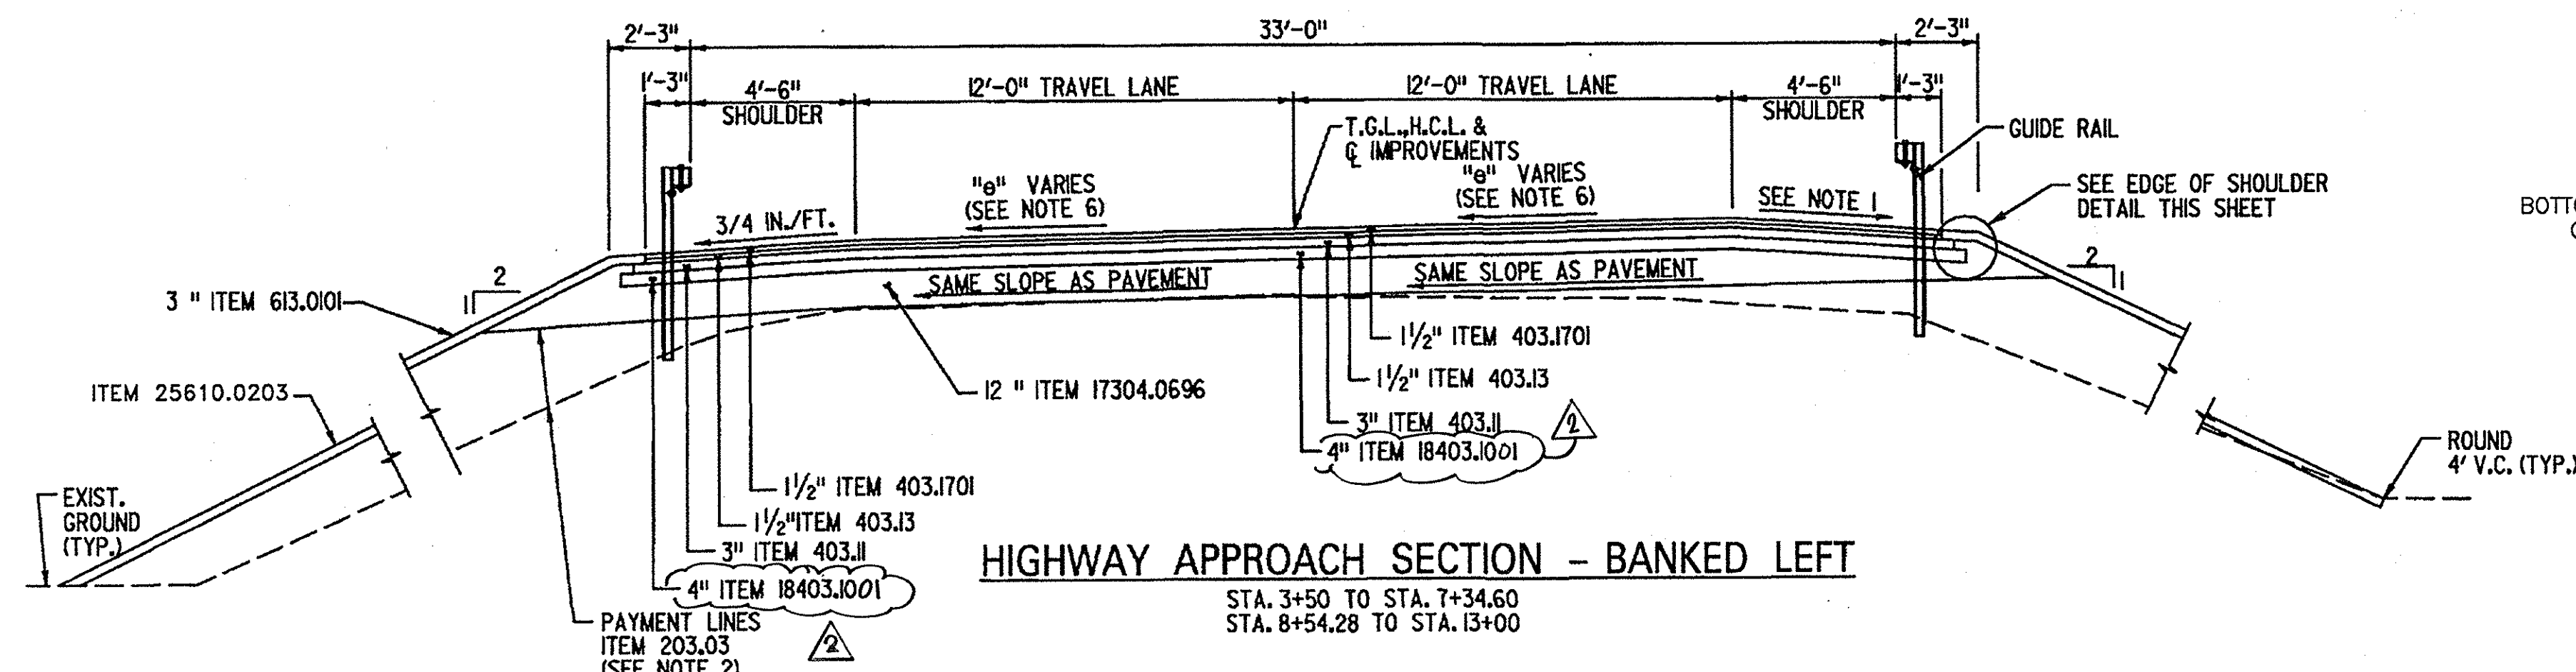 2'-3"
33'-0"
2'-3"
1'-3"
4'-6"
SHOULDER
12'-0" TRAVEL LANE
12'-0" TRAVEL LANE
4'-6"
SHOULDER
1'-3"
T.G.L.,H.C.L. &
℄ IMPROVEMENTS
GUIDE RAIL
"e" VARIES
(SEE NOTE 6)
"e" VARIES
(SEE NOTE 6)
SEE NOTE 1
SEE EDGE OF SHOULDER
DETAIL THIS SHEET
3/4 IN./FT.
2
1
2
1
SAME SLOPE AS PAVEMENT
SAME SLOPE AS PAVEMENT
3 " ITEM 613.0101
12 " ITEM 17304.0696
1 1/2" ITEM 403.1701
1 1/2" ITEM 403.13
3" ITEM 403.11
4" ITEM 18403.1001
2
ITEM 25610.0203
EXIST.
GROUND
(TYP.)
ROUND
4' V.C. (TYP.)
1 1/2" ITEM 403.1701
1 1/2"ITEM 403.13
3" ITEM 403.11
4" ITEM 18403.1001
2
PAYMENT LINES
ITEM 203.03
(SEE NOTE 2)
HIGHWAY APPROACH SECTION - BANKED LEFT
STA. 3+50 TO STA. 7+34.60
STA. 8+54.28 TO STA. 13+00